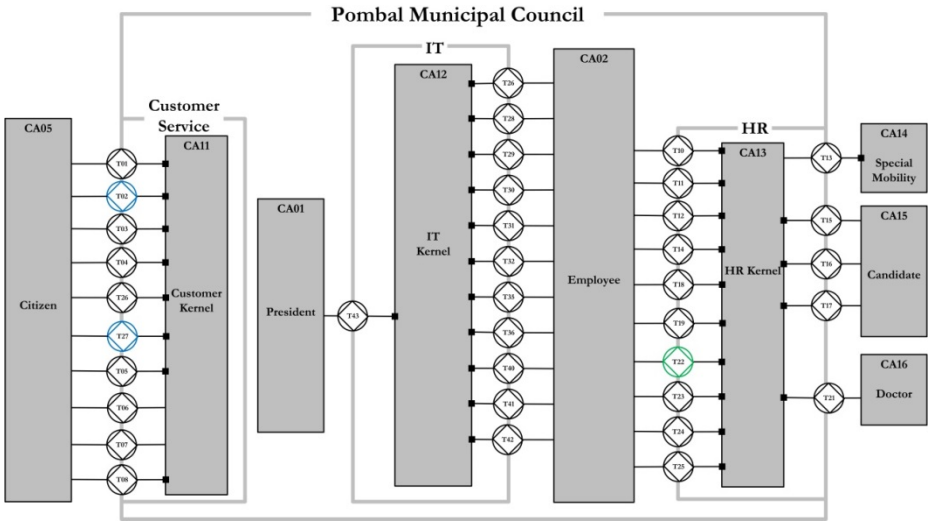 Pombal Municipal Council
IT
CA02
CA12
T26
Customer
Service
CA05
CA11
T28
HR
CA14
Special
Mobility
T01
T29
T10
CA13
T13
T02
T30
T11
CA01
T03
T31
T12
T15
CA15
T04
IT
Kernel
T32
T14
T16
Candidate
Citizen
T26
Customer
Kernel
President
T43
T35
Employee
T18
HR Kernel
T17
T27
T36
T19
T05
T40
T22
CA16
Doctor
T06
T41
T23
T21
T07
T42
T24
T08
T25